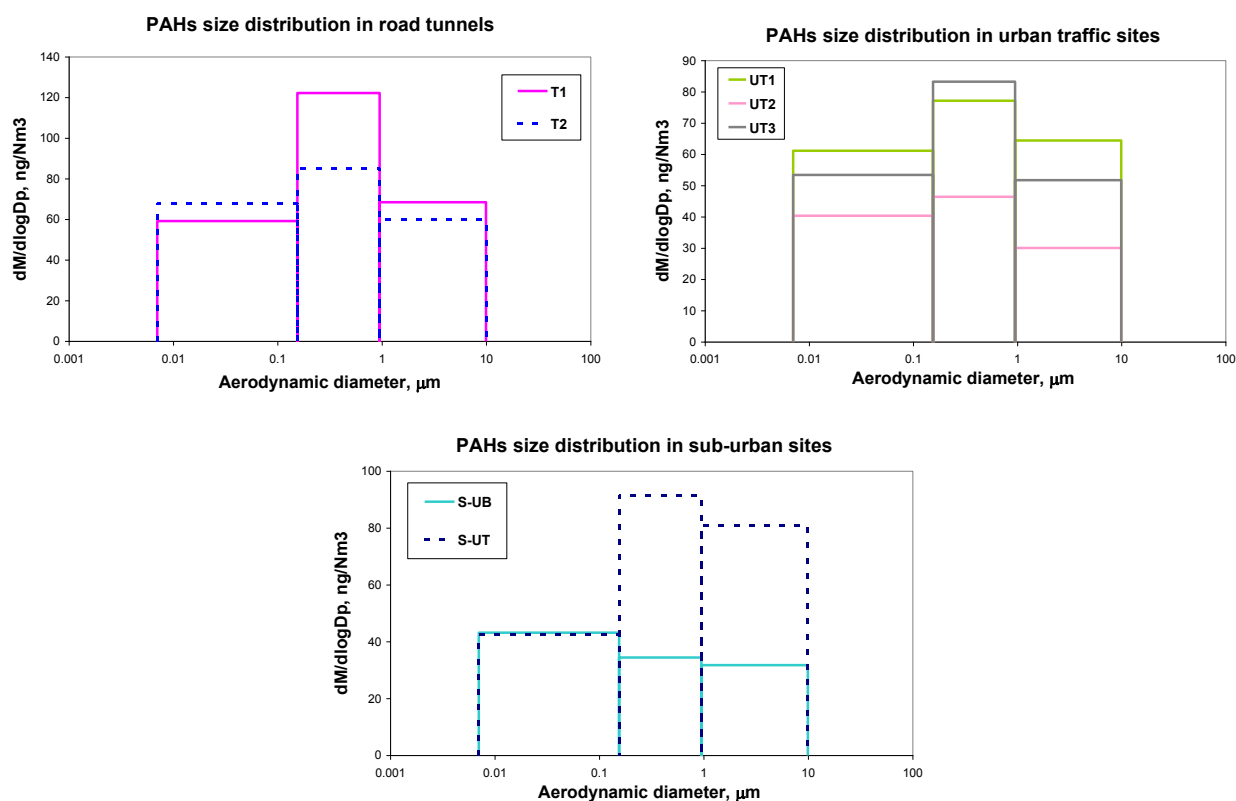 PAHs size distribution in road tunnels
140
120
100
80
60
40
20
0
dM/dlogDp, ng/Nm3
T1
T2
0.001 0.01 0.1 1 10 100
Aerodynamic diameter, μm
PAHs size distribution in urban traffic sites
90
80
70
60
50
40
30
20
10
0
dM/dlogDp, ng/Nm3
UT1
UT2
UT3
0.001 0.01 0.1 1 10 100
Aerodynamic diameter, μm
PAHs size distribution in sub-urban sites
100
80
60
40
20
0
dM/dlogDp, ng/Nm3
S-UB
S-UT
0.001 0.01 0.1 1 10 100
Aerodynamic diameter, μm